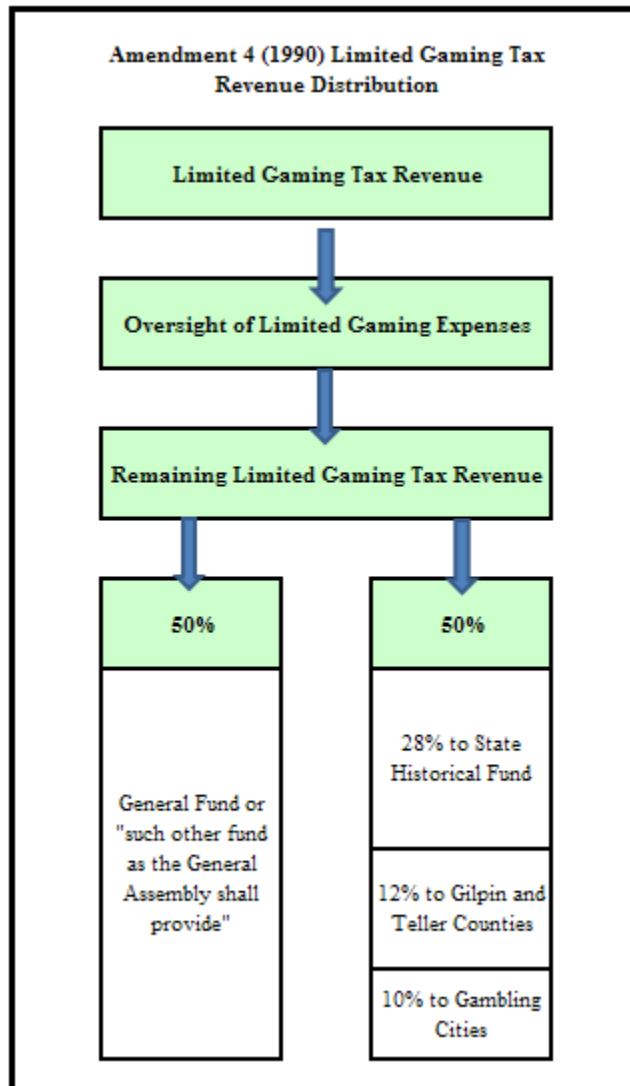 Amendment 4 (1990) Limited Gaming Tax
Revenue Distribution
Limited Gaming Tax Revenue
Oversight of Limited Gaming Expenses
Remaining Limited Gaming Tax Revenue
50%
General Fund or
"such other fund
as the General
Assembly shall
provide"
50%
28% to State
Historical Fund
12% to Gilpin and
Teller Counties
10% to Gambling
Cities